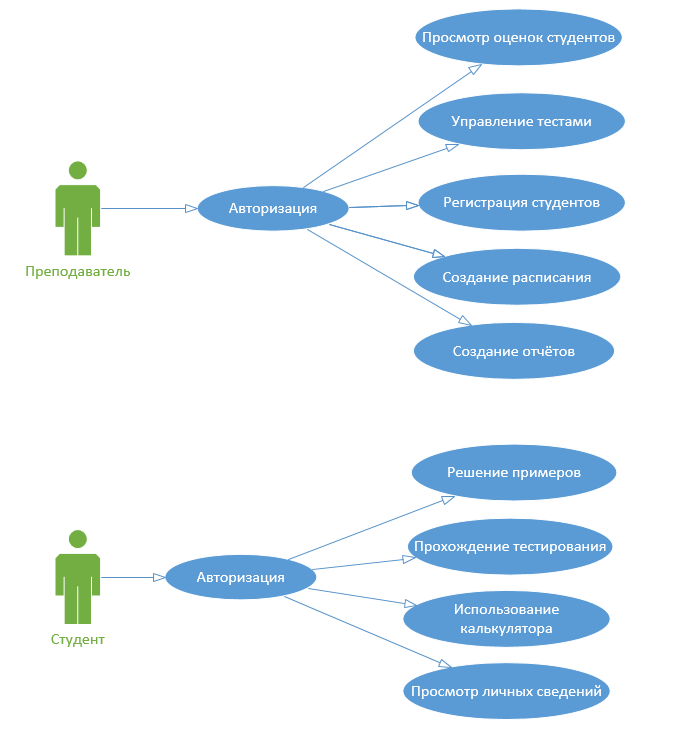 Просмотр оценок студентов
Управление тестами
Регистрация студентов
Авторизация
Преподаватель
Создание расписания
Создание отчётов
Решение примеров
Прохождение тестирования
Авторизация
Использование
калькулятора
Студент
Просмотр личных сведений